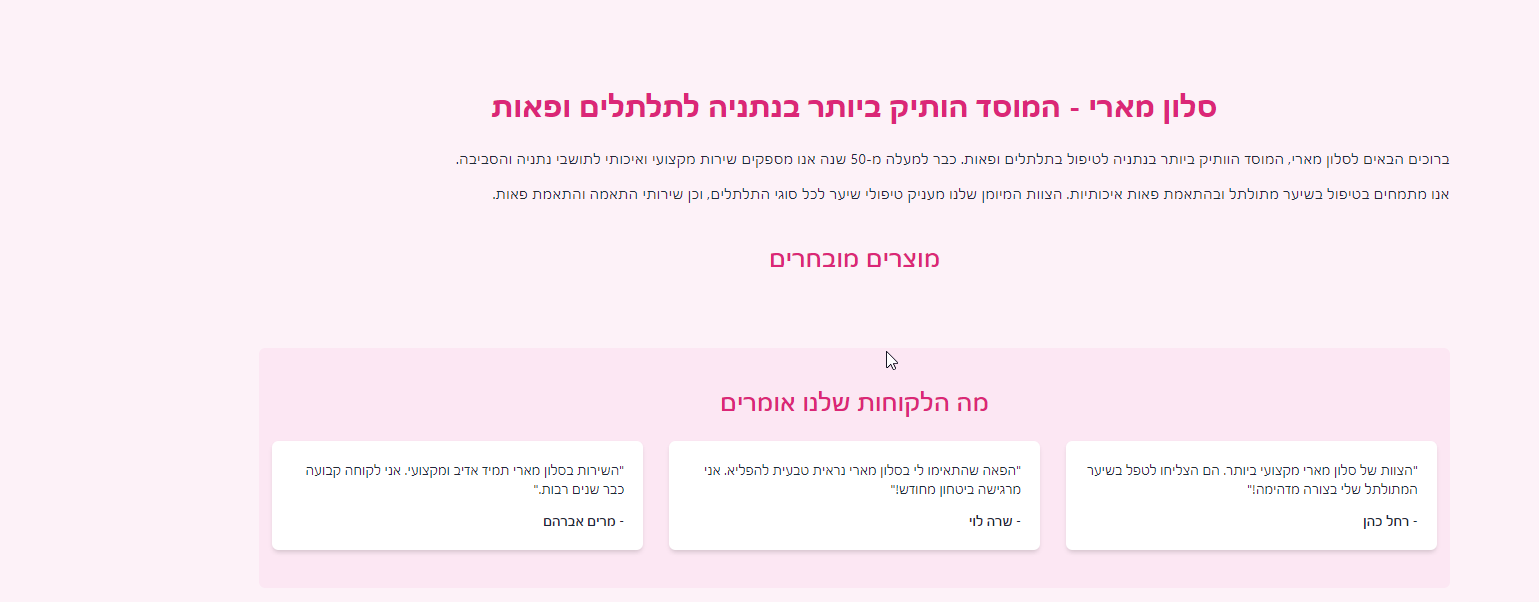 סלון מארי - המוסד הותיק ביותר בנתניה לתלתלים ופאות
ברוכים הבאים לסלון מארי, המוסד הוותיק ביותר בנתניה לטיפול בתלתלים ופאות. כבר למעלה מ-50 שנה אנו מספקים שירות מקצועי ואיכותי לתושבי נתניה והסביבה.
אנו מתמחים בטיפול בשיער מתולתל ובהתאמת פאות איכותיות. הצוות המיומן שלנו מעניק טיפולי שיער לכל סוגי התלתלים, וכן שירותי התאמה והתאמת פאות.
מוצרים מובחרים
מה הלקוחות שלנו אומרים
"הצוות של סלון מארי מקצועי ביותר. הם הצליחו לטפל בשיער
המתולתל שלי בצורה מדהימה!"
- רחל כהן
"הפאה שהתאימו לי בסלון מארי נראית טבעית להפליא. אני
מרגישה ביטחון מחודש!"
- שרה לוי
"השירות בסלון מארי תמיד אדיב ומקצועי. אני לקוחה קבועה
כבר שנים רבות."
- מרים אברהם